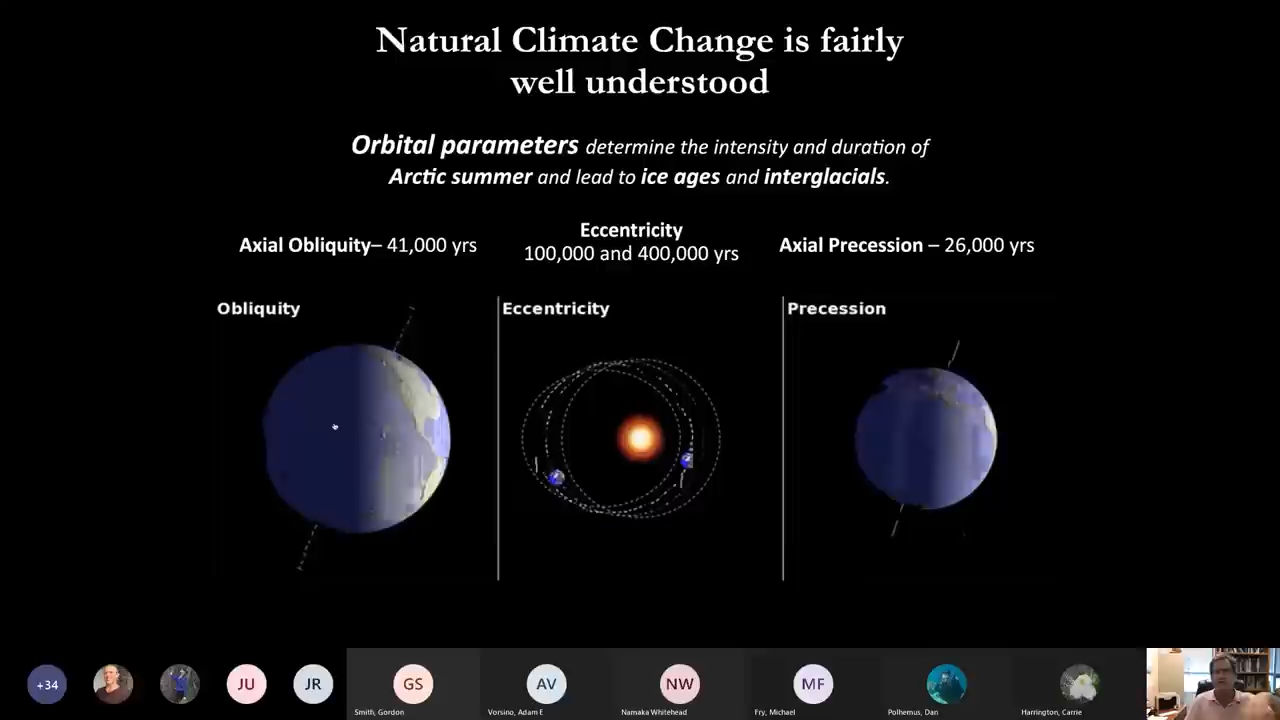 Natural Climate Change is fairly
well understood
Orbital parameters determine the intensity and duration of
Arctic summer and lead to ice ages and interglacials.
Axial Obliquity– 41,000 yrs
Eccentricity
100,000 and 400,000 yrs
Axial Precession – 26,000 yrs
Obliquity
Eccentricity
Precession
+34
JU
JR
GS
AV
NW
MF
Smith, Gordon
Vorsino, Adam E
Namaka Whitehead
Fry, Michael
Polhemus, Dan
Harrington, Carrie